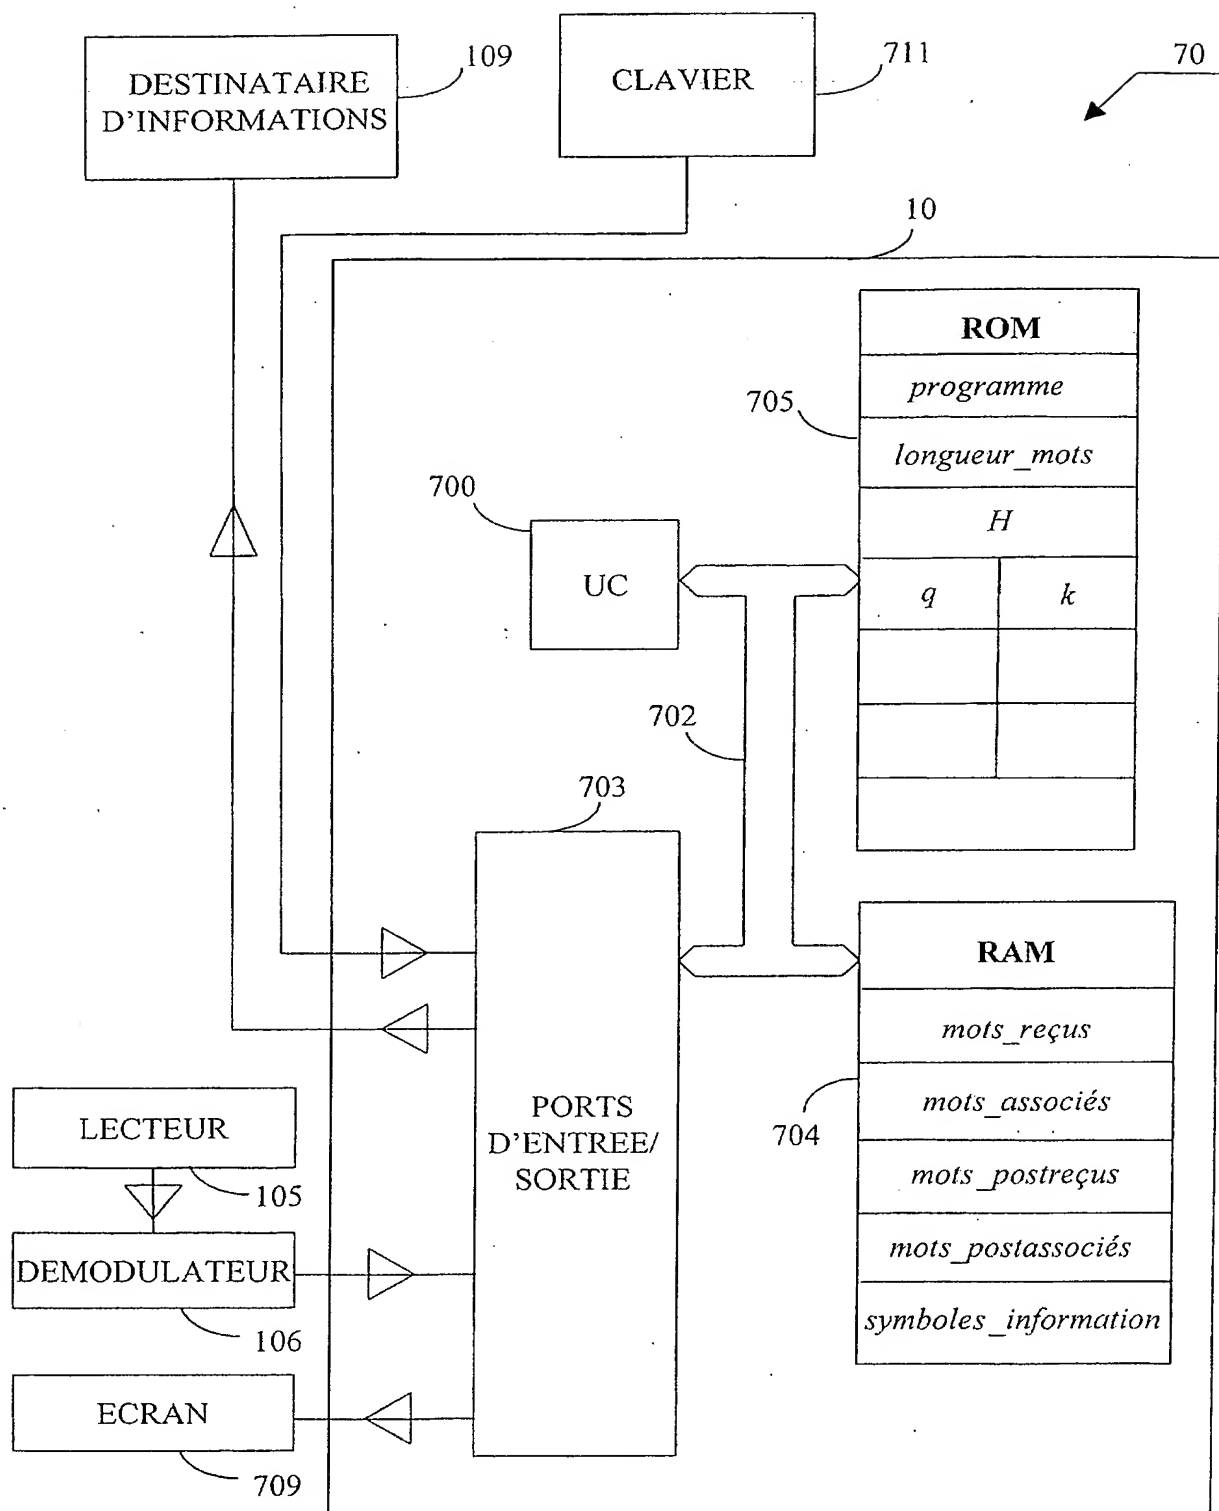 DESTINATAIRE
D'INFORMATIONS
109
CLAVIER
711
70
10
ROM
programme
705
longueur_mots
H
q
k
700
UC
702
703
PORTS
D'ENTREE/
SORTIE
RAM
mots_reçus
mots_associés
704
mots_postreçus
mots_postassociés
symboles_information
LECTEUR
105
DEMODULATEUR
106
ECRAN
709